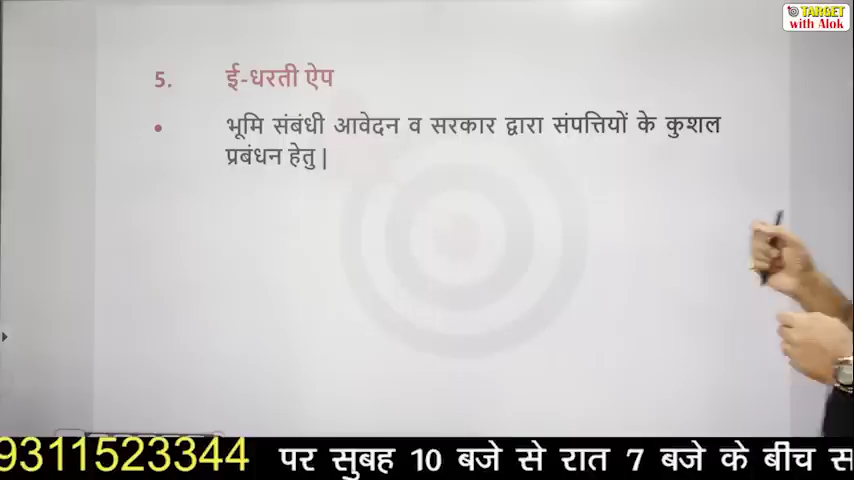 TARGET
with Alok
5. ई-धरती ऐप
• भूमि संबंधी आवेदन व सरकार द्वारा संपत्तियों के कुशल
प्रबंधन हेतु |
9311523344 पर सुबह 10 बजे से रात 7 बजे के बीच स